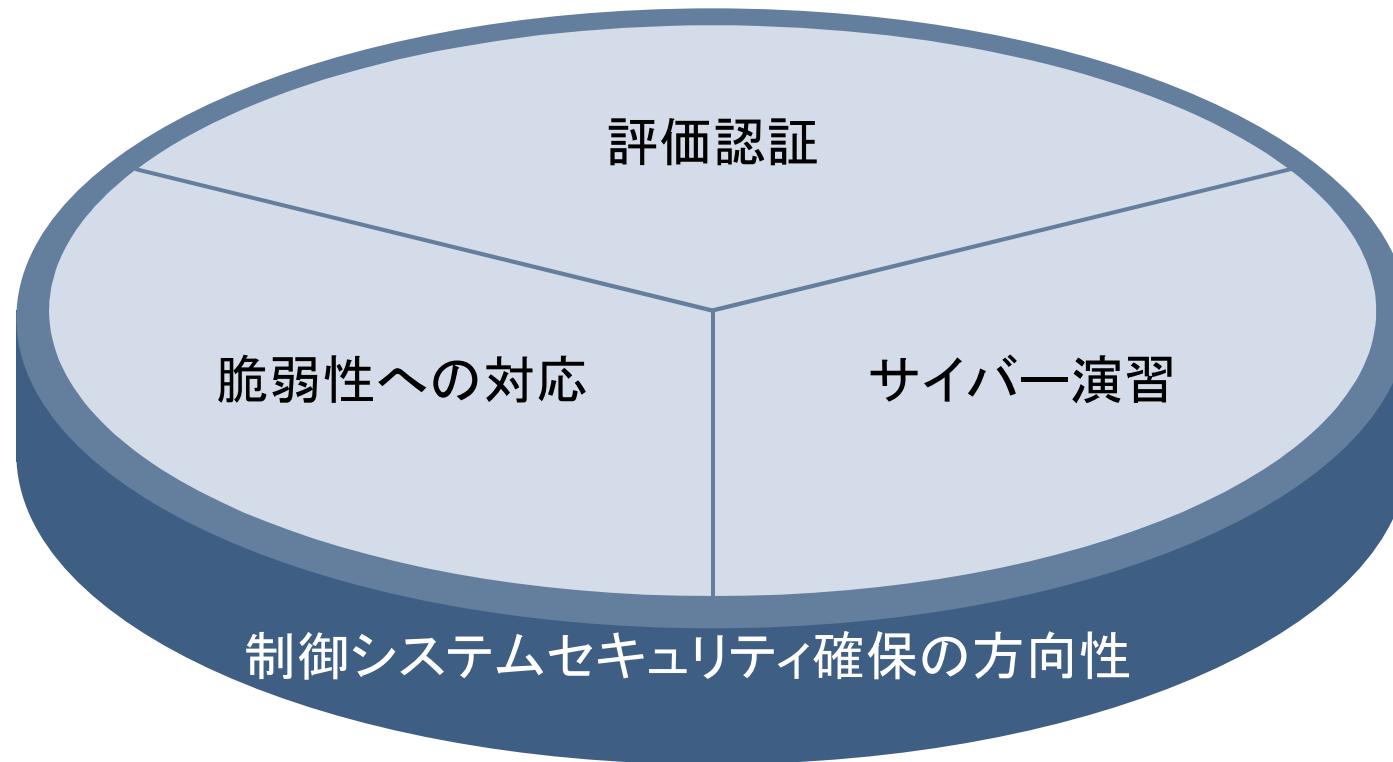 評価認証
脆弱性への対応
サイバー演習
制御システムセキュリティ確保の方向性